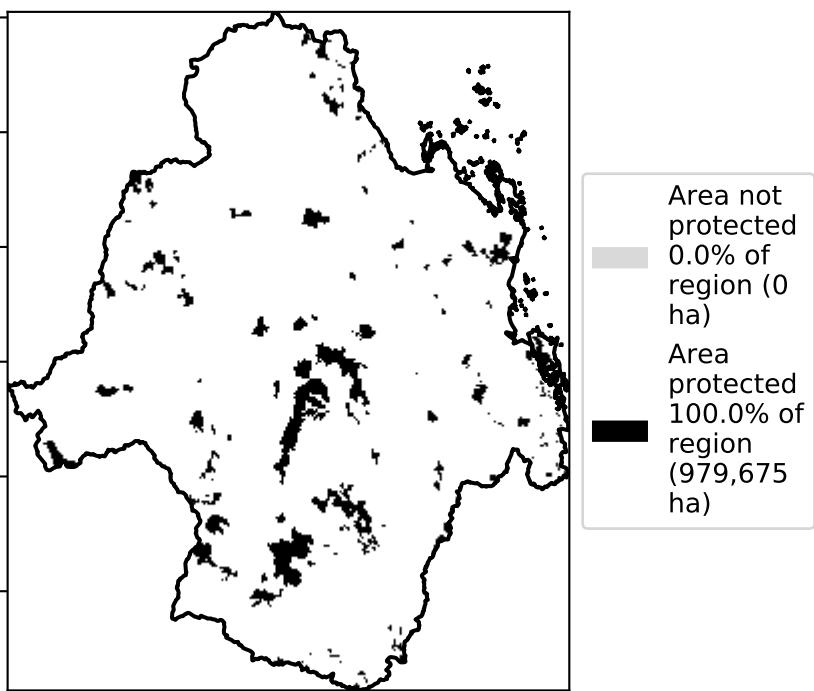 Area not
protected
0.0% of
region (0
ha)
Area
protected
100.0% of
region
(979,675
ha)